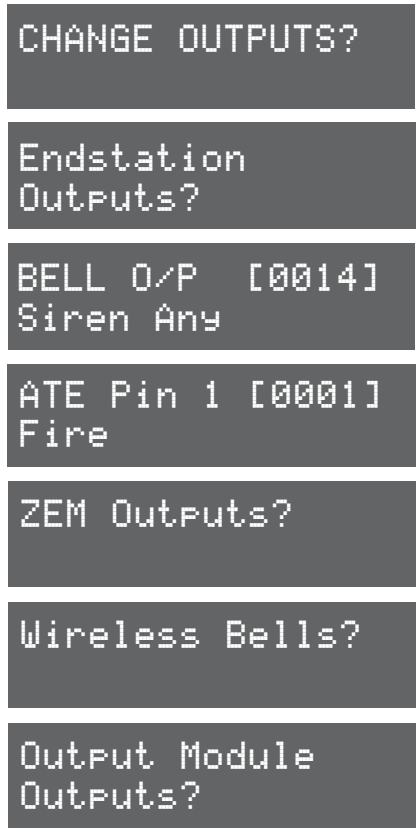 CHANGE OUTPUTS?
Endstation
Outputs?
BELL O/P [0014]
Siren Any
ATE Pin 1 [0001]
Fire
ZEM Outputs?
Wireless Bells?
Output Module
Outputs?